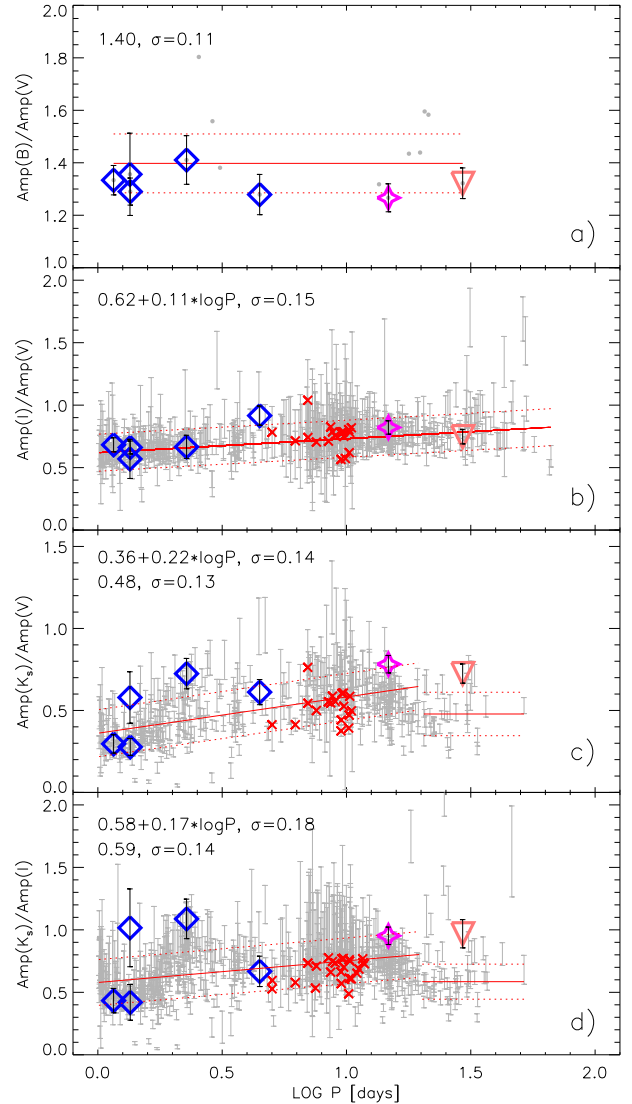 2.0
1.40, σ=0.11
1.8
1.6
1.4
1.2
1.0
Amp(B)/Amp(V)
a)
2.0
0.62+0.11*logP, σ=0.15
1.5
1.0
0.5
0.0
Amp(I)/Amp(V)
b)
1.5
0.36+0.22*logP, σ=0.14
0.48, σ=0.13
1.0
0.5
0.0
Amp(Ks)/Amp(V)
c)
2.0
0.58+0.17*logP, σ=0.18
0.59, σ=0.14
1.5
1.0
0.5
0.0
Amp(Ks)/Amp(I)
d)
0.0 0.5 1.0 1.5 2.0
LOG P [days]